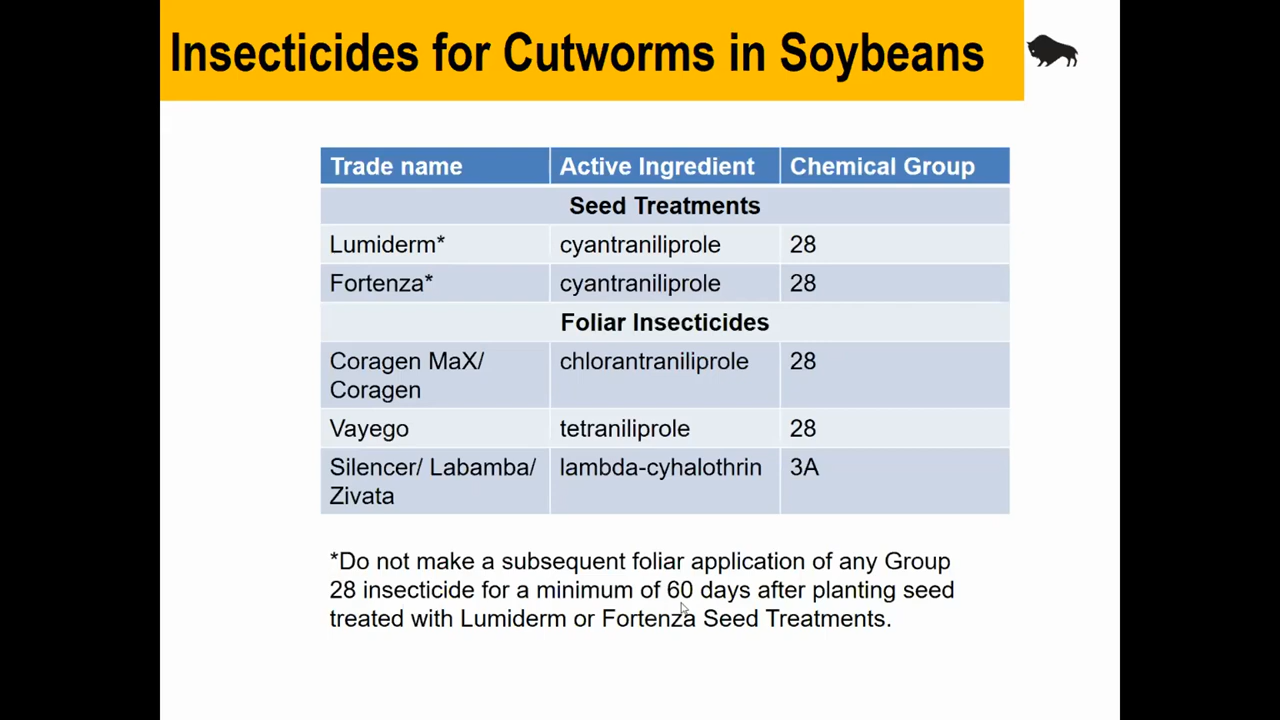 Insecticides for Cutworms in Soybeans
Trade name Active Ingredient Chemical Group
Seed Treatments
Lumiderm* cyantraniliprole 28
Fortenza* cyantraniliprole 28
Foliar Insecticides
Coragen MaX/ chlorantraniliprole 28
Coragen
Vayego tetraniliprole 28
Silencer/ Labamba/ lambda-cyhalothrin 3A
Zivata
*Do not make a subsequent foliar application of any Group
28 insecticide for a minimum of 60 days after planting seed
treated with Lumiderm or Fortenza Seed Treatments.